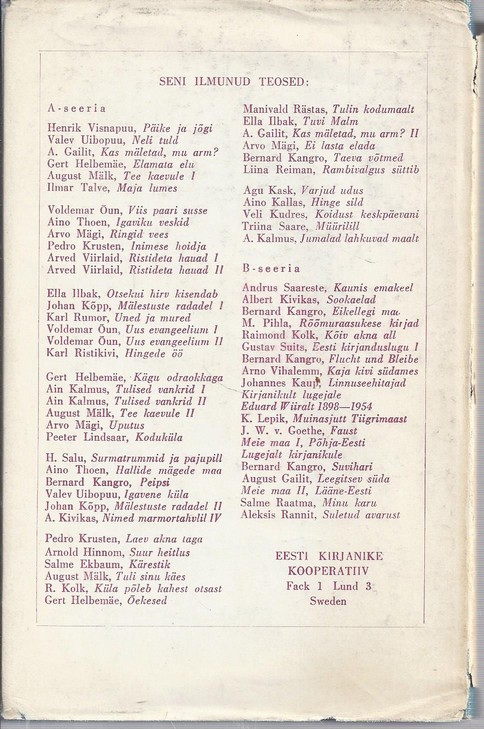 SENI ILMUNUD TEOSED:
A-seeria
Henrik Visnapuu, Päike ja jõgi
Valev Uibopuu, Neli tuld
A. Gailit, Kas mäletad, mu arm?
Gert Helbemäe, Elamata elu
August Mälk, Tee kaevule I
Ilmar Talve, Maja lumes
Voldemar Õun, Viis paari susse
Aino Thoen, Igaviku veskid
Arvo Mägi, Ringid vees
Pedro Krusten, Inimese hoidja
Arved Viirlaid, Ristideta hauad I
Arved Viirlaid, Ristideta hauad II
Ella Ilbak, Otsekui hirv kisendab
Johan Kõpp, Mälestuste radadel I
Karl Rumor, Uned ja mured
Voldemar Õun, Uus evangeelium I
Voldemar Õun, Uus evangeelium II
Karl Ristikivi, Hingede öö
Gert Helbemäe, Kägu odraokkaga
Ain Kalmus, Tulised vankrid I
Ain Kalmus, Tulised vankrid II
August Mälk, Tee kaevule II
Arvo Mägi, Uputus
Peeter Lindsaar, Koduküla
H. Salu, Surmatrummid ja pajupill
Aino Thoen, Hallide mägede maa
Bernard Kangro, Peipsi
Valev Uibopuu, Igavene küla
Johan Kõpp, Mälestuste radadel II
A. Kivikas, Nimed marmortahvlil IV
Pedro Krusten, Laev akna taga
Arnold Hinnom, Suur heitlus
Salme Ekbaum, Kärestik
August Mälk, Tuli sinu käes
R. Kolk, Küla põleb kahest otsast
Gert Helbemäe, Õekesed
Manivald Rästas, Tulin kodumaalt
Ella Ilbak, Tuvi Malm
A. Gailit, Kas mäletad, mu arm? II
Arvo Mägi, Ei lasta elada
Bernard Kangro, Taeva võtmed
Liina Reiman, Rambivalgus süttib
Agu Kask, Varjud udus
Aino Kallas, Hinge sild
Veli Kudres, Koidust keskpäevani
Triina Saare, Müürilill
A. Kalmus, Jumalad lahkuvad maalt
B-seeria
Andrus Saareste, Kaunis emakeel
Albert Kivikas, Sookaelad
Bernard Kangro, Eikellegi maa
M. Pihla, Rõõmuraasukese kirjad
Raimond Kolk, Kõiv akna all
Gustav Suits, Eesti kirjanduslugu I
Bernard Kangro, Flucht und Bleibe
Arno Vihalemm, Kaja kivi südames
Johannes Kaup, Linnuseehitajad
Kirjanikult lugejale
Eduard Wiiralt 1898—1954
K. Lepik, Muinasjutt Tiigrimaast
J. W. v. Goethe, Faust
Meie maa I, Põhja-Eesti
Lugejalt kirjanikule
Bernard Kangro, Suvihari
August Gailit, Leegitsev süda
Meie maa II, Lääne-Eesti
Salme Raatma, Minu karu
Aleksis Rannit, Suletud avarust
EESTI KIRJANIKE
KOOPERATIIV
Fack 1 Lund 3
Sweden